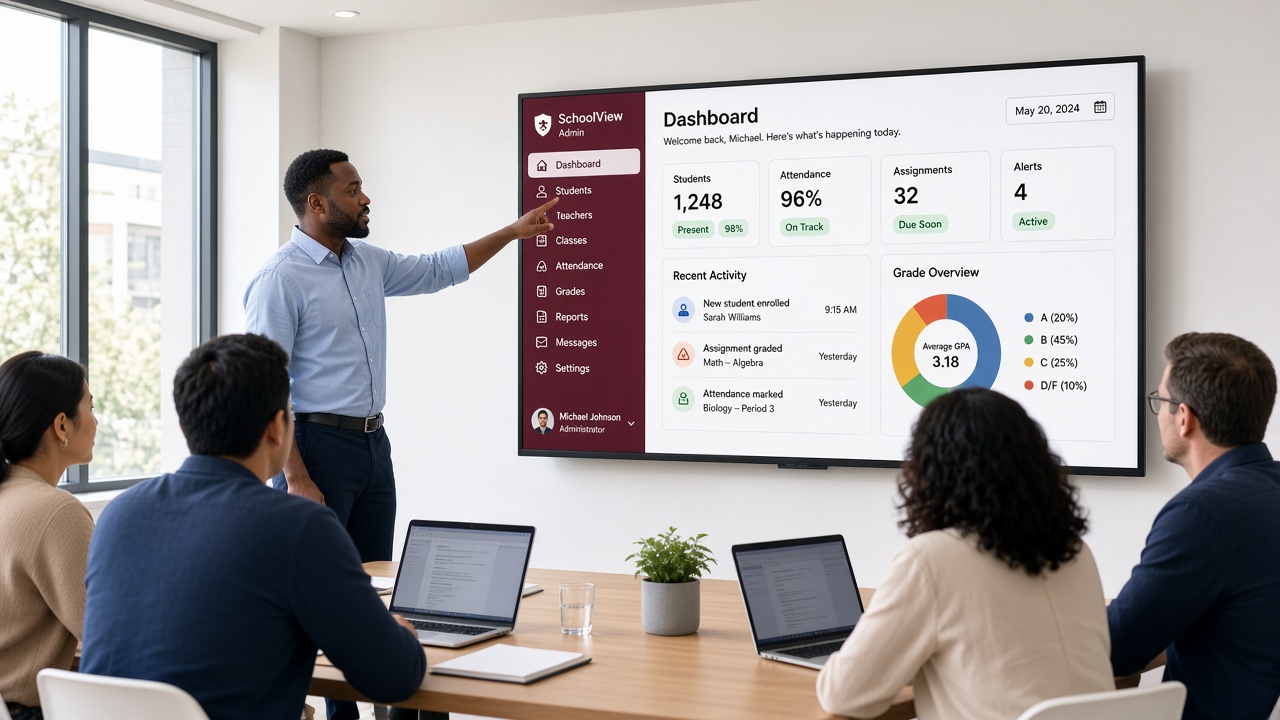 SchoolView
Admin
Dashboard
Students
Teachers
Classes
Attendance
Grades
Reports
Messages
Settings
Michael Johnson
Administrator
Dashboard
Welcome back, Michael. Here's what's happening today.
May 20, 2024
Students
1,248
Present 98%
Attendance
96%
On Track
Assignments
32
Due Soon
Alerts
4
Active
Recent Activity
New student enrolled
Sarah Williams
9:15 AM
Assignment graded
Math – Algebra
Yesterday
Attendance marked
Biology – Period 3
Yesterday
Grade Overview
Average GPA
3.18
A (20%)
B (45%)
C (25%)
D/F (10%)